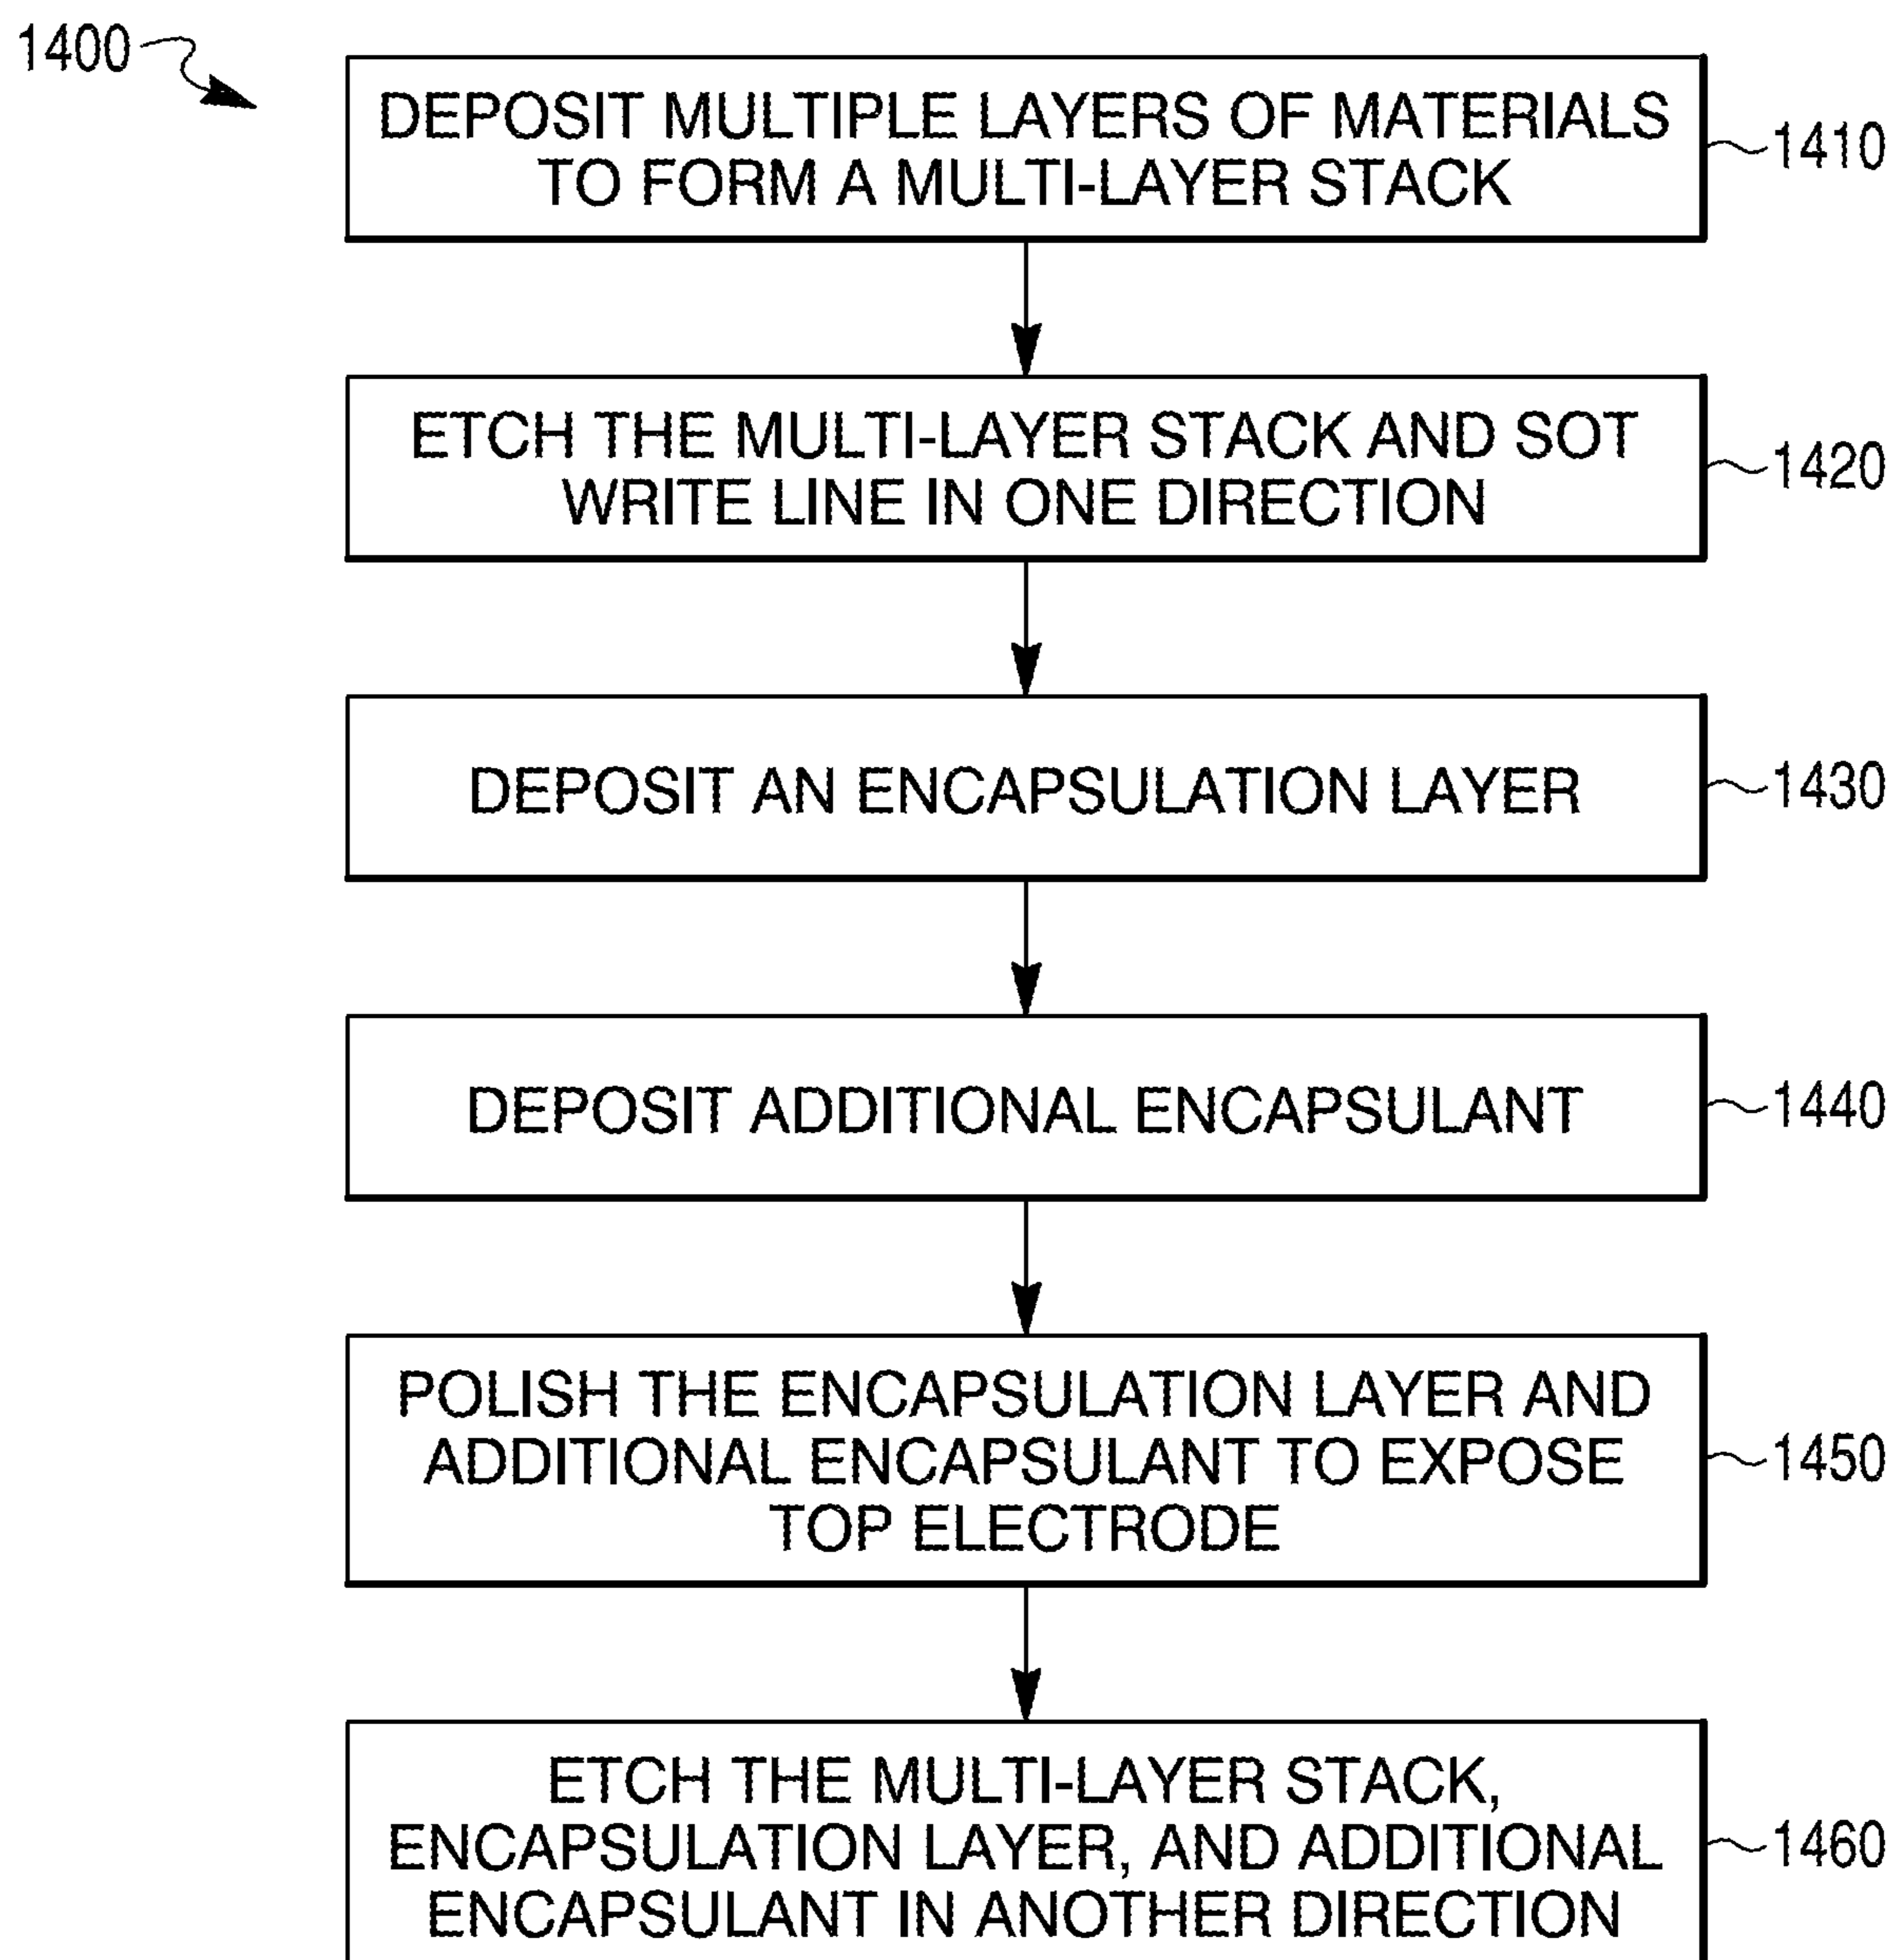 1400
DEPOSIT MULTIPLE LAYERS OF MATERIALS
TO FORM A MULTI-LAYER STACK
1410
ETCH THE MULTI-LAYER STACK AND SOT
WRITE LINE IN ONE DIRECTION
1420
DEPOSIT AN ENCAPSULATION LAYER
1430
DEPOSIT ADDITIONAL ENCAPSULANT
1440
POLISH THE ENCAPSULATION LAYER AND
ADDITIONAL ENCAPSULANT TO EXPOSE
TOP ELECTRODE
1450
ETCH THE MULTI-LAYER STACK,
ENCAPSULATION LAYER, AND ADDITIONAL
ENCAPSULANT IN ANOTHER DIRECTION
1460